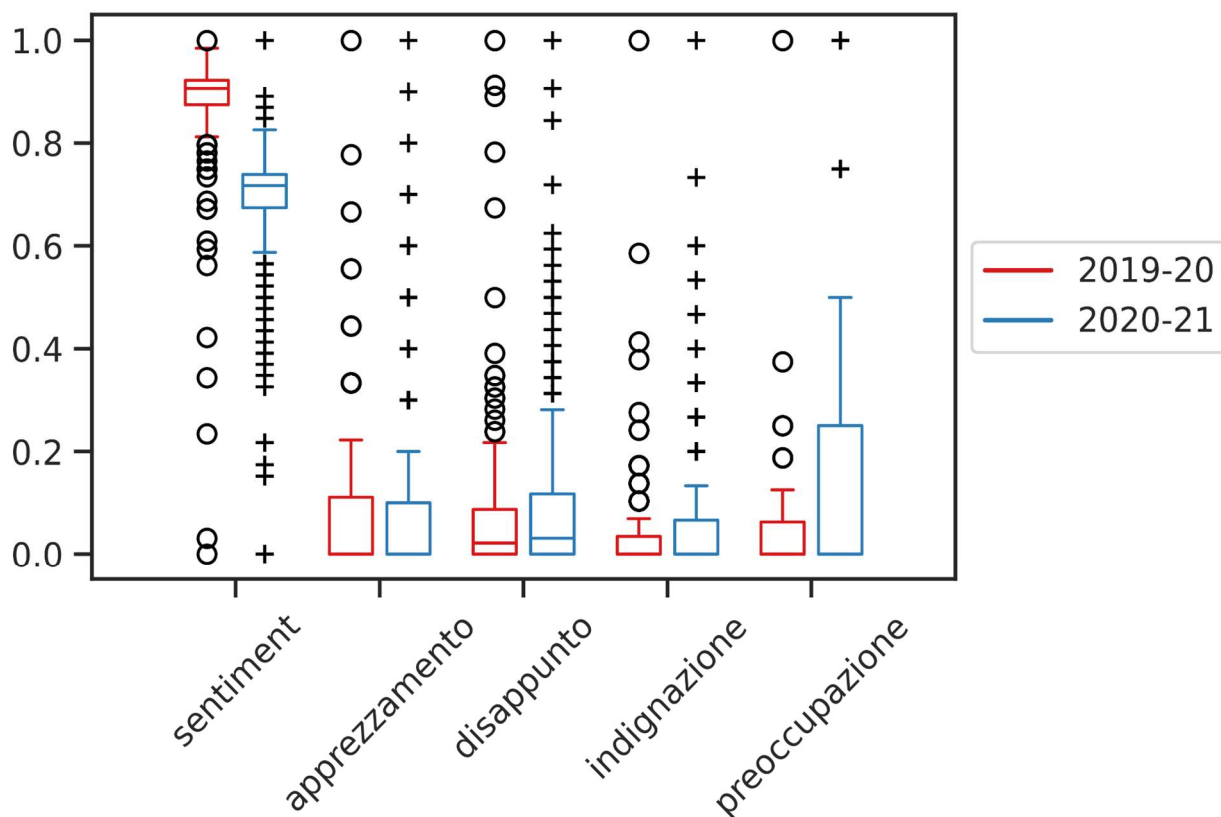 1.0
0.8
0.6
0.4
0.2
0.0
sentiment
apprezzamento
disappunto
indignazione
preoccupazione
2019-20
2020-21